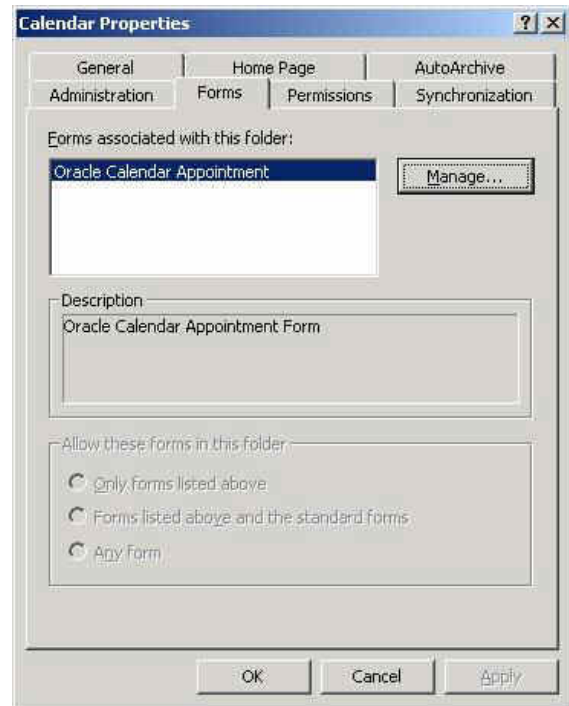 Calendar Properties
General Home Page AutoArchive
Administration Forms Permissions Synchronization
Forms associated with this folder:
Oracle Calendar Appointment
Manage...
Description
Oracle Calendar Appointment Form
Allow these forms in this folder
Only forms listed above
Forms listed above and the standard forms
Any form
OK Cancel Apply